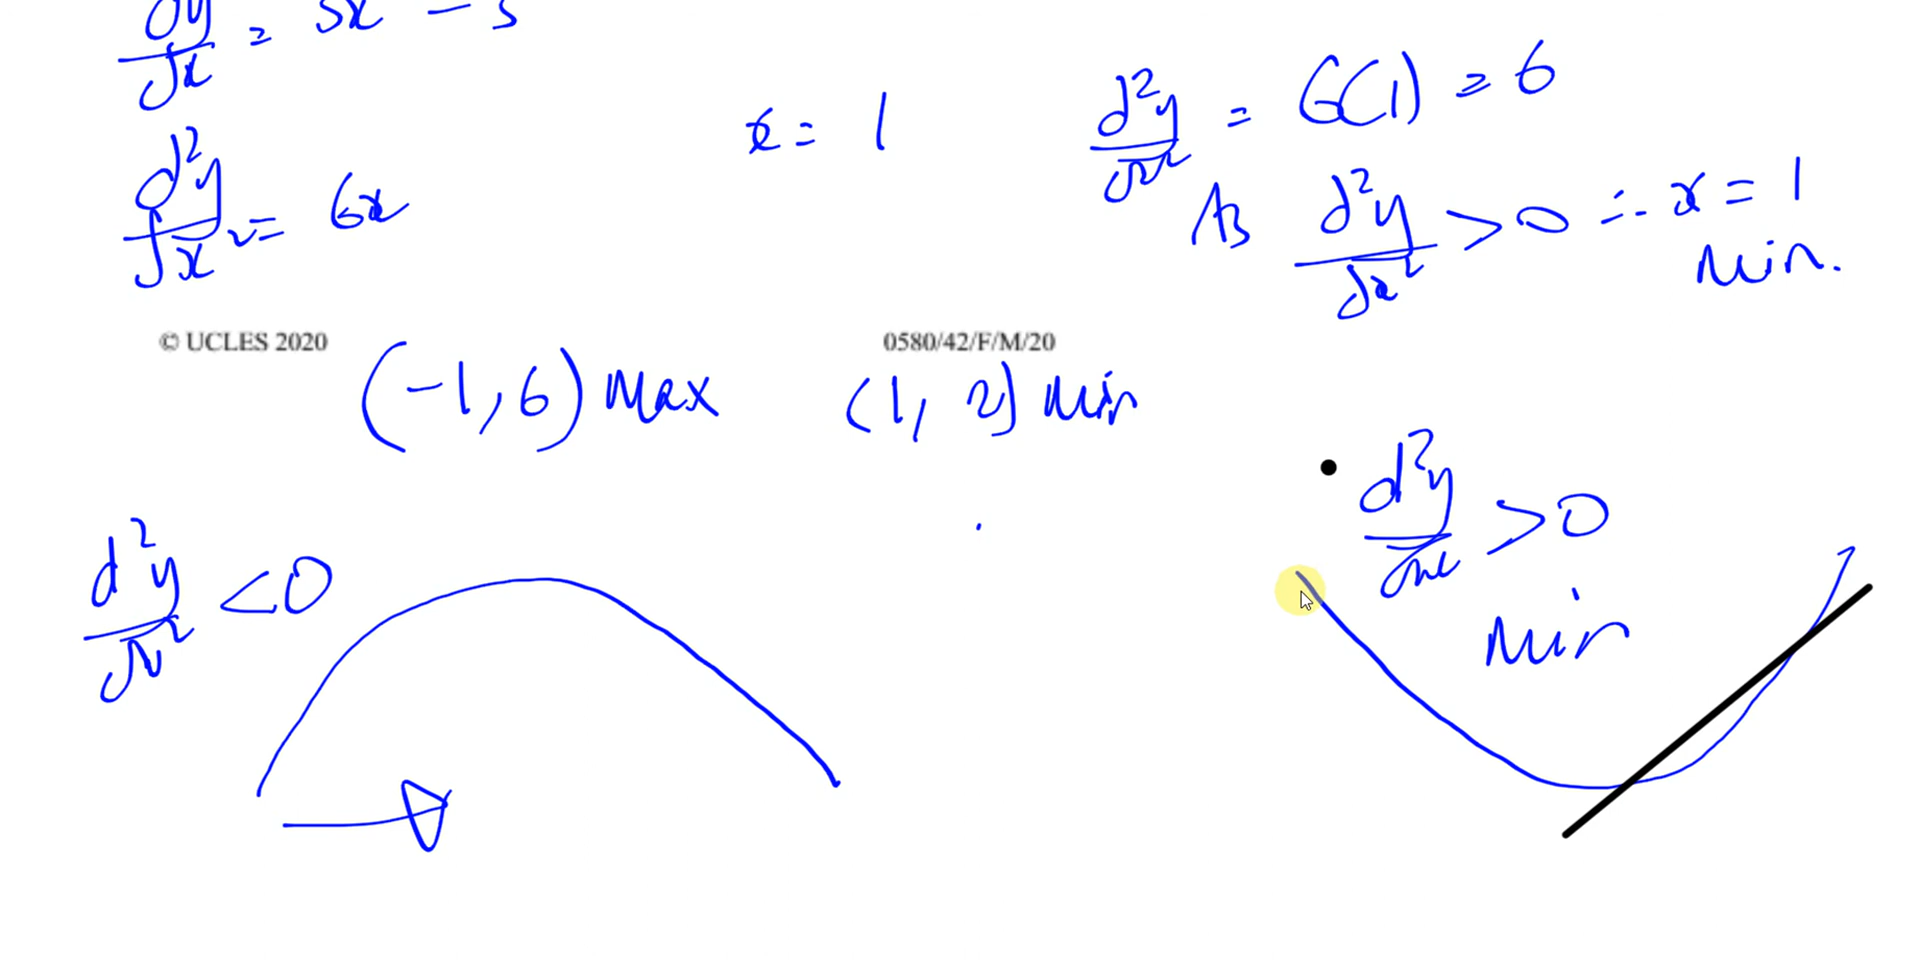 dy/dx = 3x² - 3
x = 1
d²y/dx² = 6(1) = 6
d²y/dx² = 6x
As d²y/dx² > 0 ∴ x = 1
Min.
© UCLES 2020
0580/42/F/M/20
(-1, 6) Max
(1, 2) Min
d²y/dx² < 0
d²y/dx² > 0
Min